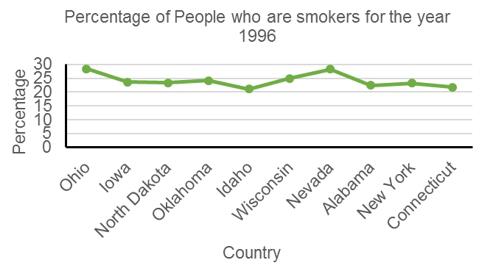 Percentage of People who are smokers for the year
1996
Percentage
30
25
20
15
10
5
0
Ohio
Iowa
North Dakota
Oklahoma
Idaho
Wisconsin
Nevada
Alabama
New York
Connecticut
Country